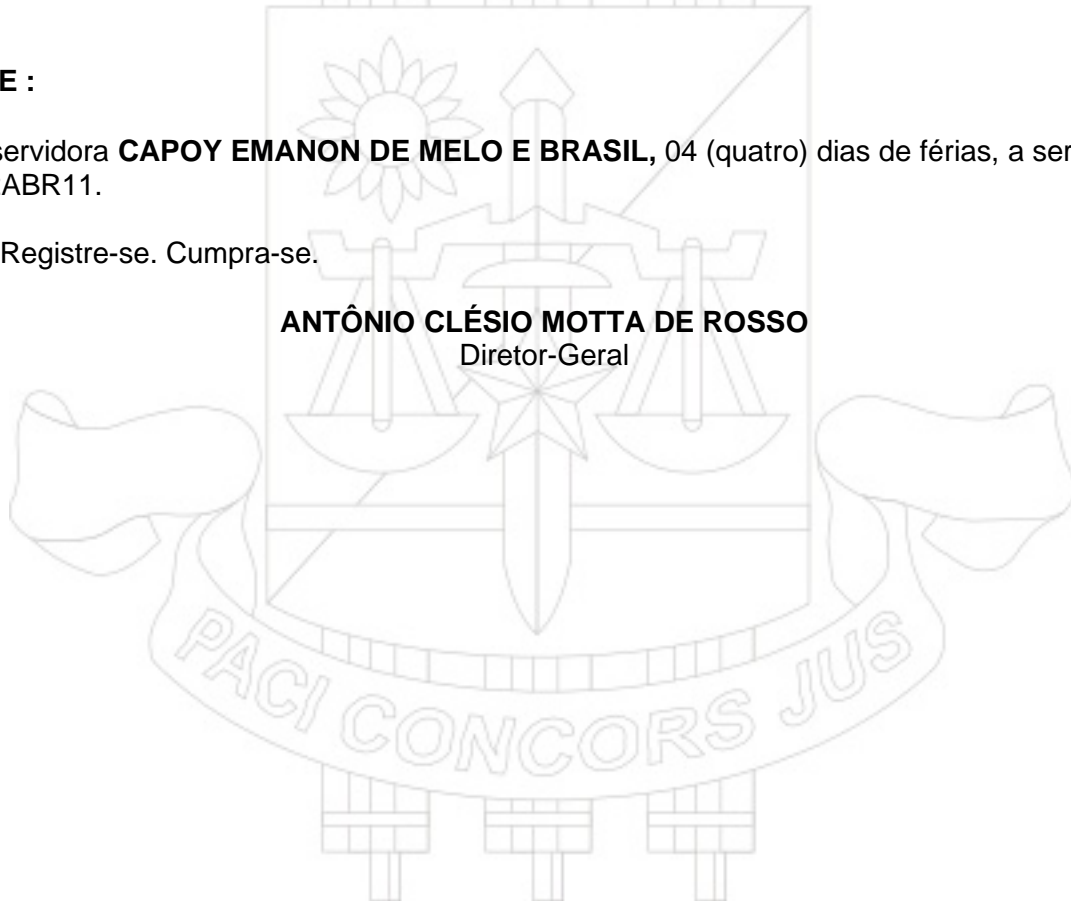 E :
servidora CAPOY EMANON DE MELO E BRASIL, 04 (quatro) dias de férias, a ser
ABR11.
Registre-se. Cumpra-se.
ANTÔNIO CLÉSIO MOTTA DE ROSSO
Diretor-Geral
PACI CONCORS JUS